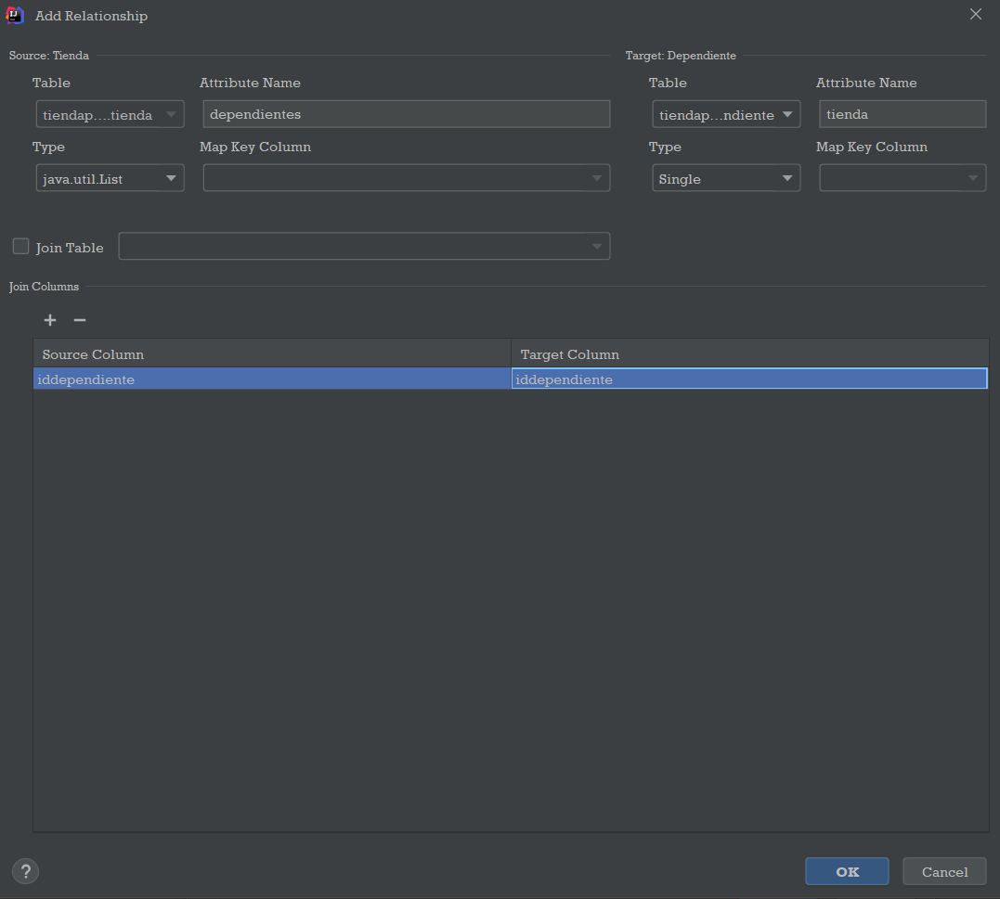 Add Relationship
Source: Tienda
Target: Dependiente
Table
Attribute Name
Table
Attribute Name
tiendap....tienda
dependientes
tiendap...ndiente
tienda
Type
Map Key Column
Type
Map Key Column
java.util.List
Single
Join Table
Join Columns
Source Column
Target Column
iddependiente
iddependiente
?
OK
Cancel